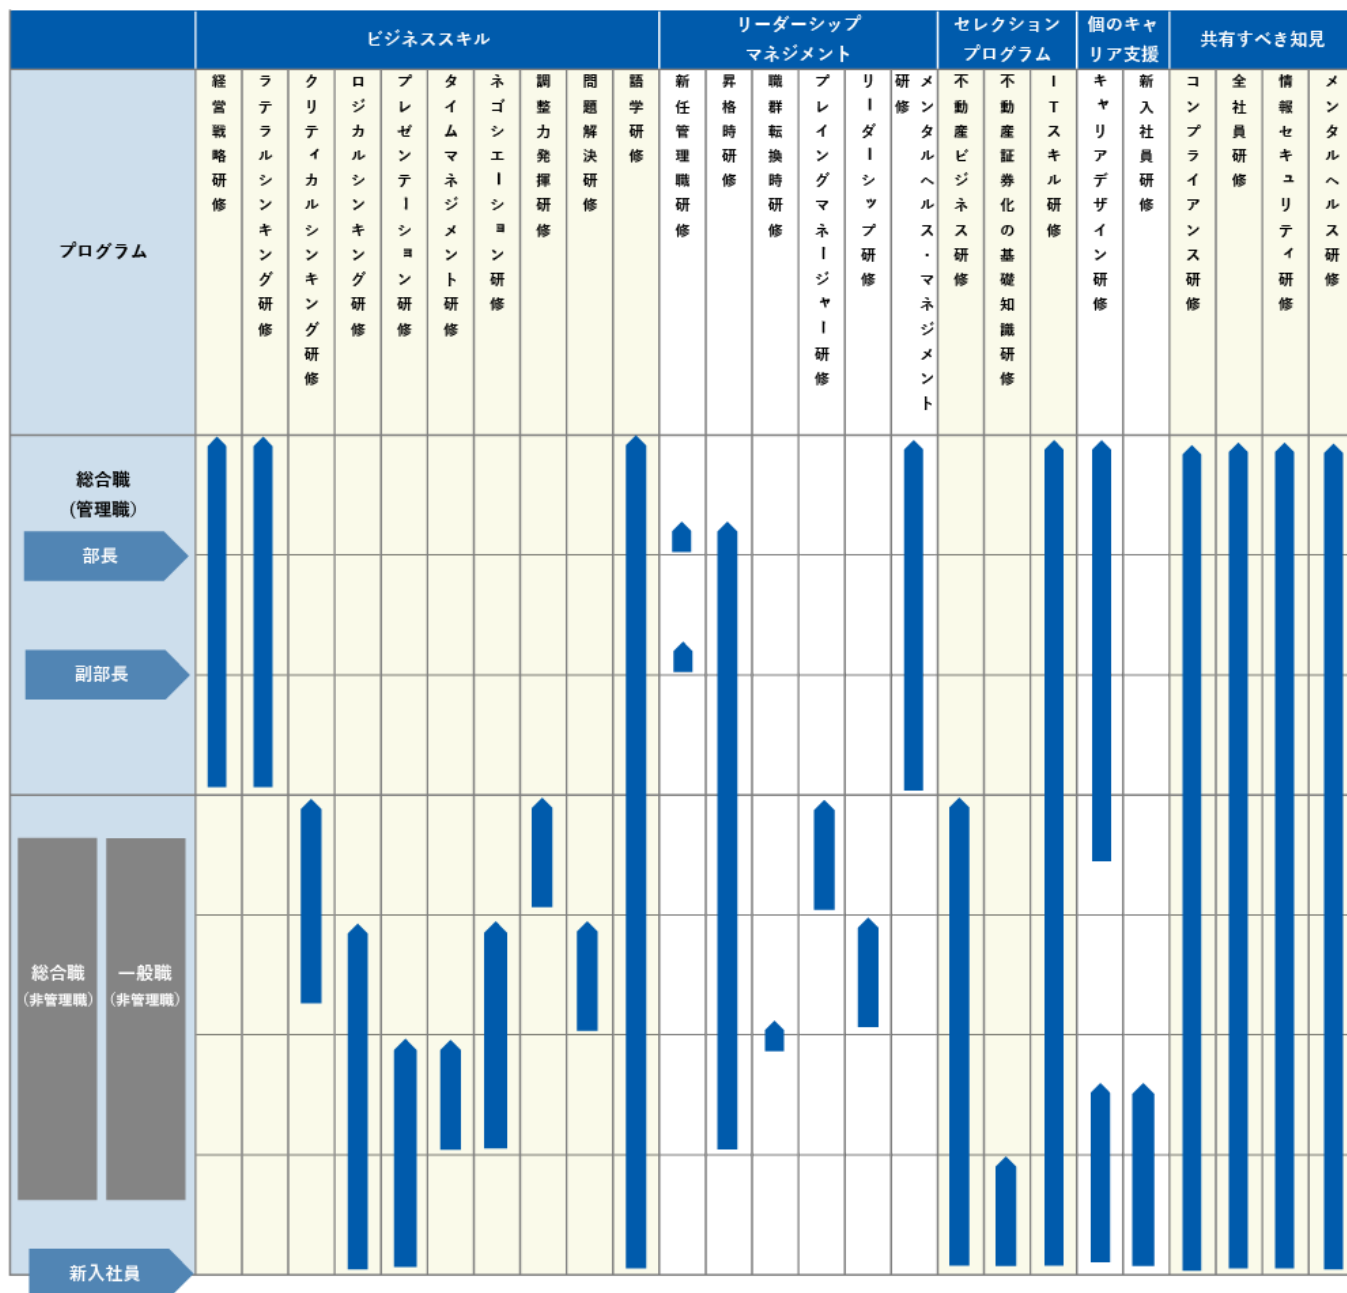 ビジネススキル
リーダーシップ
マネジメント
セレクション
プログラム
個のキャ
リア支援
共有すべき知見
プログラム
経営戦略研修
ラテラルシンキング研修
クリティカルシンキング研修
ロジカルシンキング研修
プレゼンテーション研修
タイムマネジメント研修
ネゴシエーション研修
調整力発揮研修
問題解決研修
語学研修
新任管理職研修
昇格時研修
職群転換時研修
プレイングマネージャー研修
リーダーシップ研修
メンタルヘルス・マネジメント
研修
不動産ビジネス研修
不動産証券化の基礎知識研修
ITスキル研修
キャリアデザイン研修
新入社員研修
コンプライアンス研修
全社員研修
情報セキュリティ研修
メンタルヘルス研修
総合職
(管理職)
部長
副部長
総合職
(非管理職)
一般職
(非管理職)
新入社員